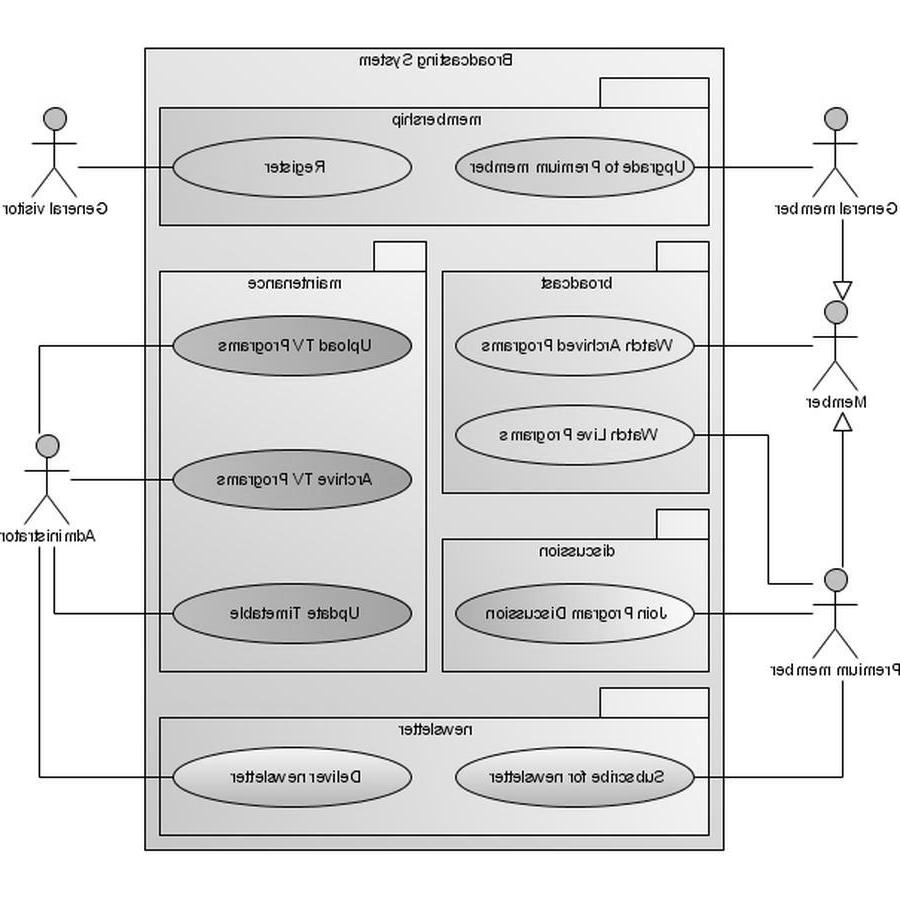 Broadcasting System
membership
Upgrade to Premium member
Register
General member
General visitor
broadcast
maintenance
Watch Archived Programs
Upload TV Programs
Member
Watch Live Programs
Archive TV Programs
Administrator
discussion
Join Program Discussion
Update Timetable
Premium member
newsletter
Subscribe for newsletter
Deliver newsletter